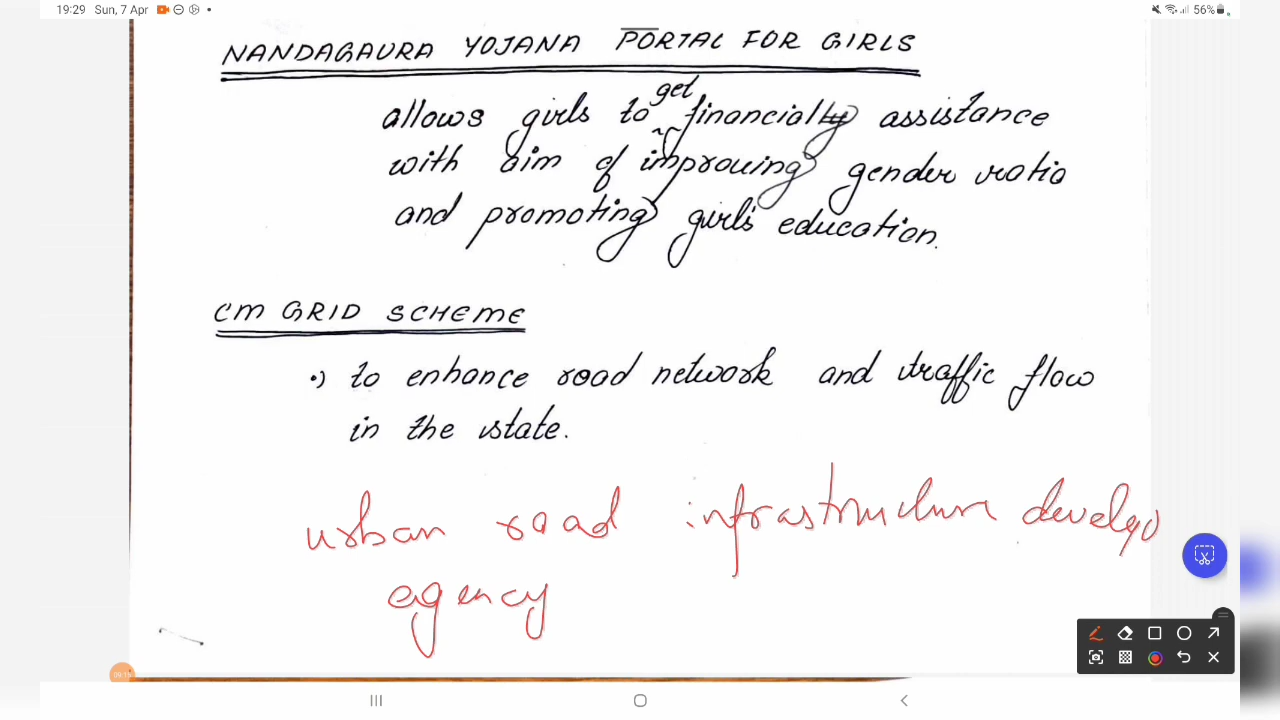 19:29 Sun, 7 Apr
56%
NANDAGAURA YOJANA PORTAL FOR GIRLS
get
allows girls to financially assistance
with aim of improving gender ratio
and promoting girls education.
CM GRID SCHEME
•) to enhance road network and traffic flow
in the state.
urban road infrastructure develop
agency
09:15